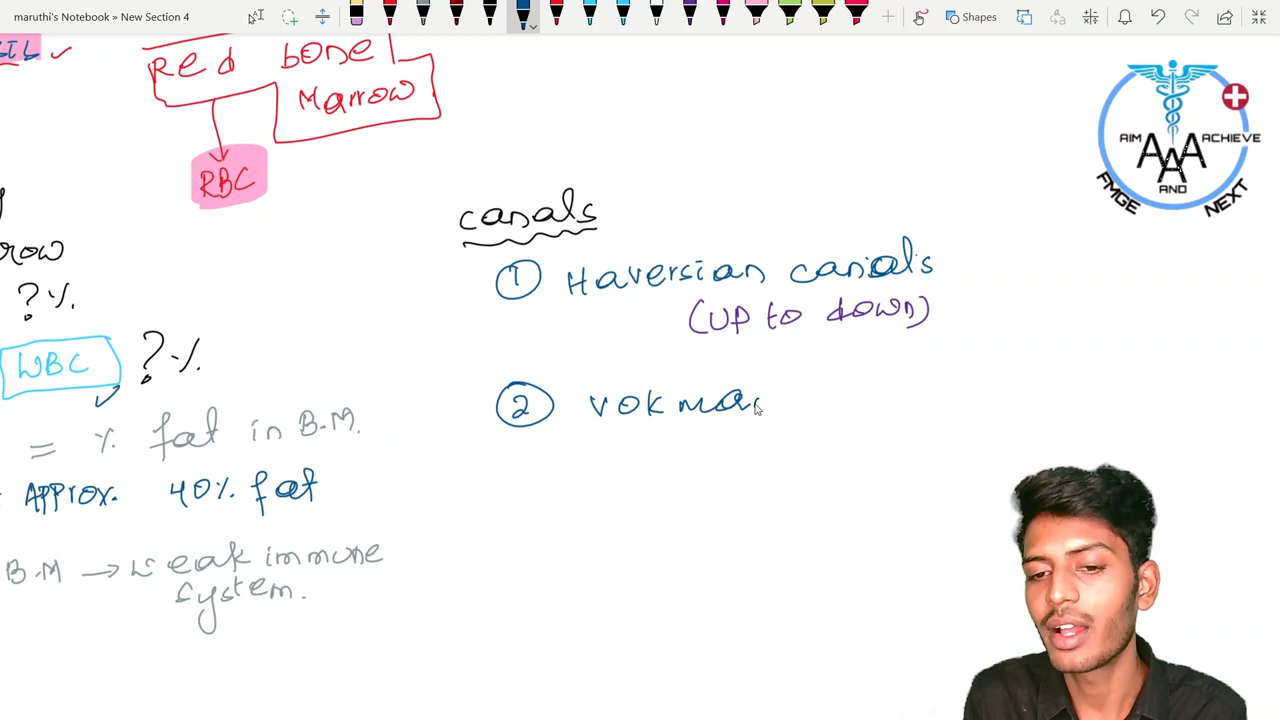 maruthi's Notebook » New Section 4
Shapes
Red bone
Marrow
RBC
row
? %.
WBC
? %
= % fat in B.M.
Approx. 40% fat
B.M → Weak immune
system.
canals
① Haversian canals
(up to down)
② vokma
AIM ACHIEVE
AAA
AND
FMGE NEXT